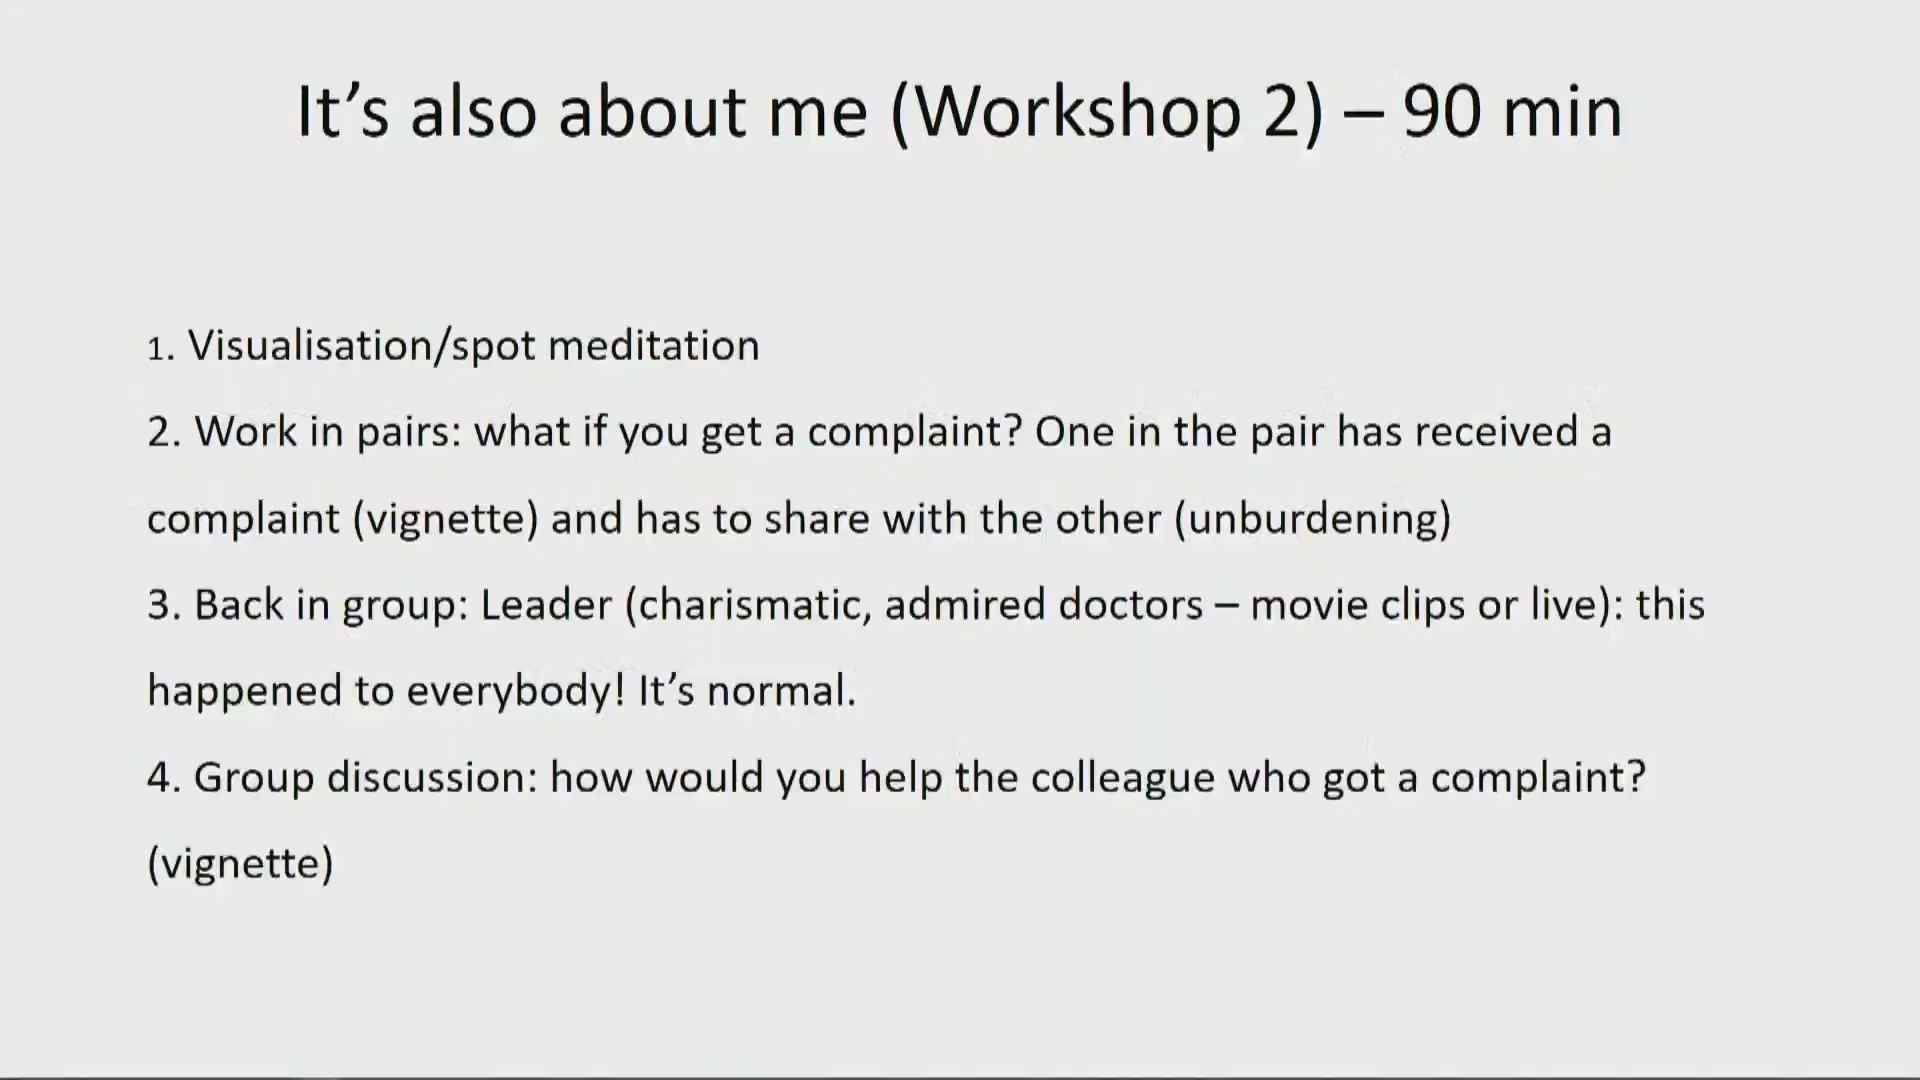 It’s also about me (Workshop 2) – 90 min
1. Visualisation/spot meditation
2. Work in pairs: what if you get a complaint? One in the pair has received a
complaint (vignette) and has to share with the other (unburdening)
3. Back in group: Leader (charismatic, admired doctors – movie clips or live): this
happened to everybody! It’s normal.
4. Group discussion: how would you help the colleague who got a complaint?
(vignette)